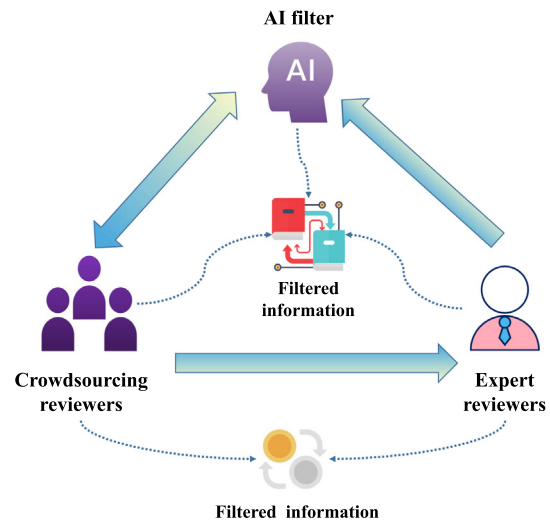 AI filter
AI
Filtered
information
Crowdsourcing
reviewers
Expert
reviewers
Filtered information